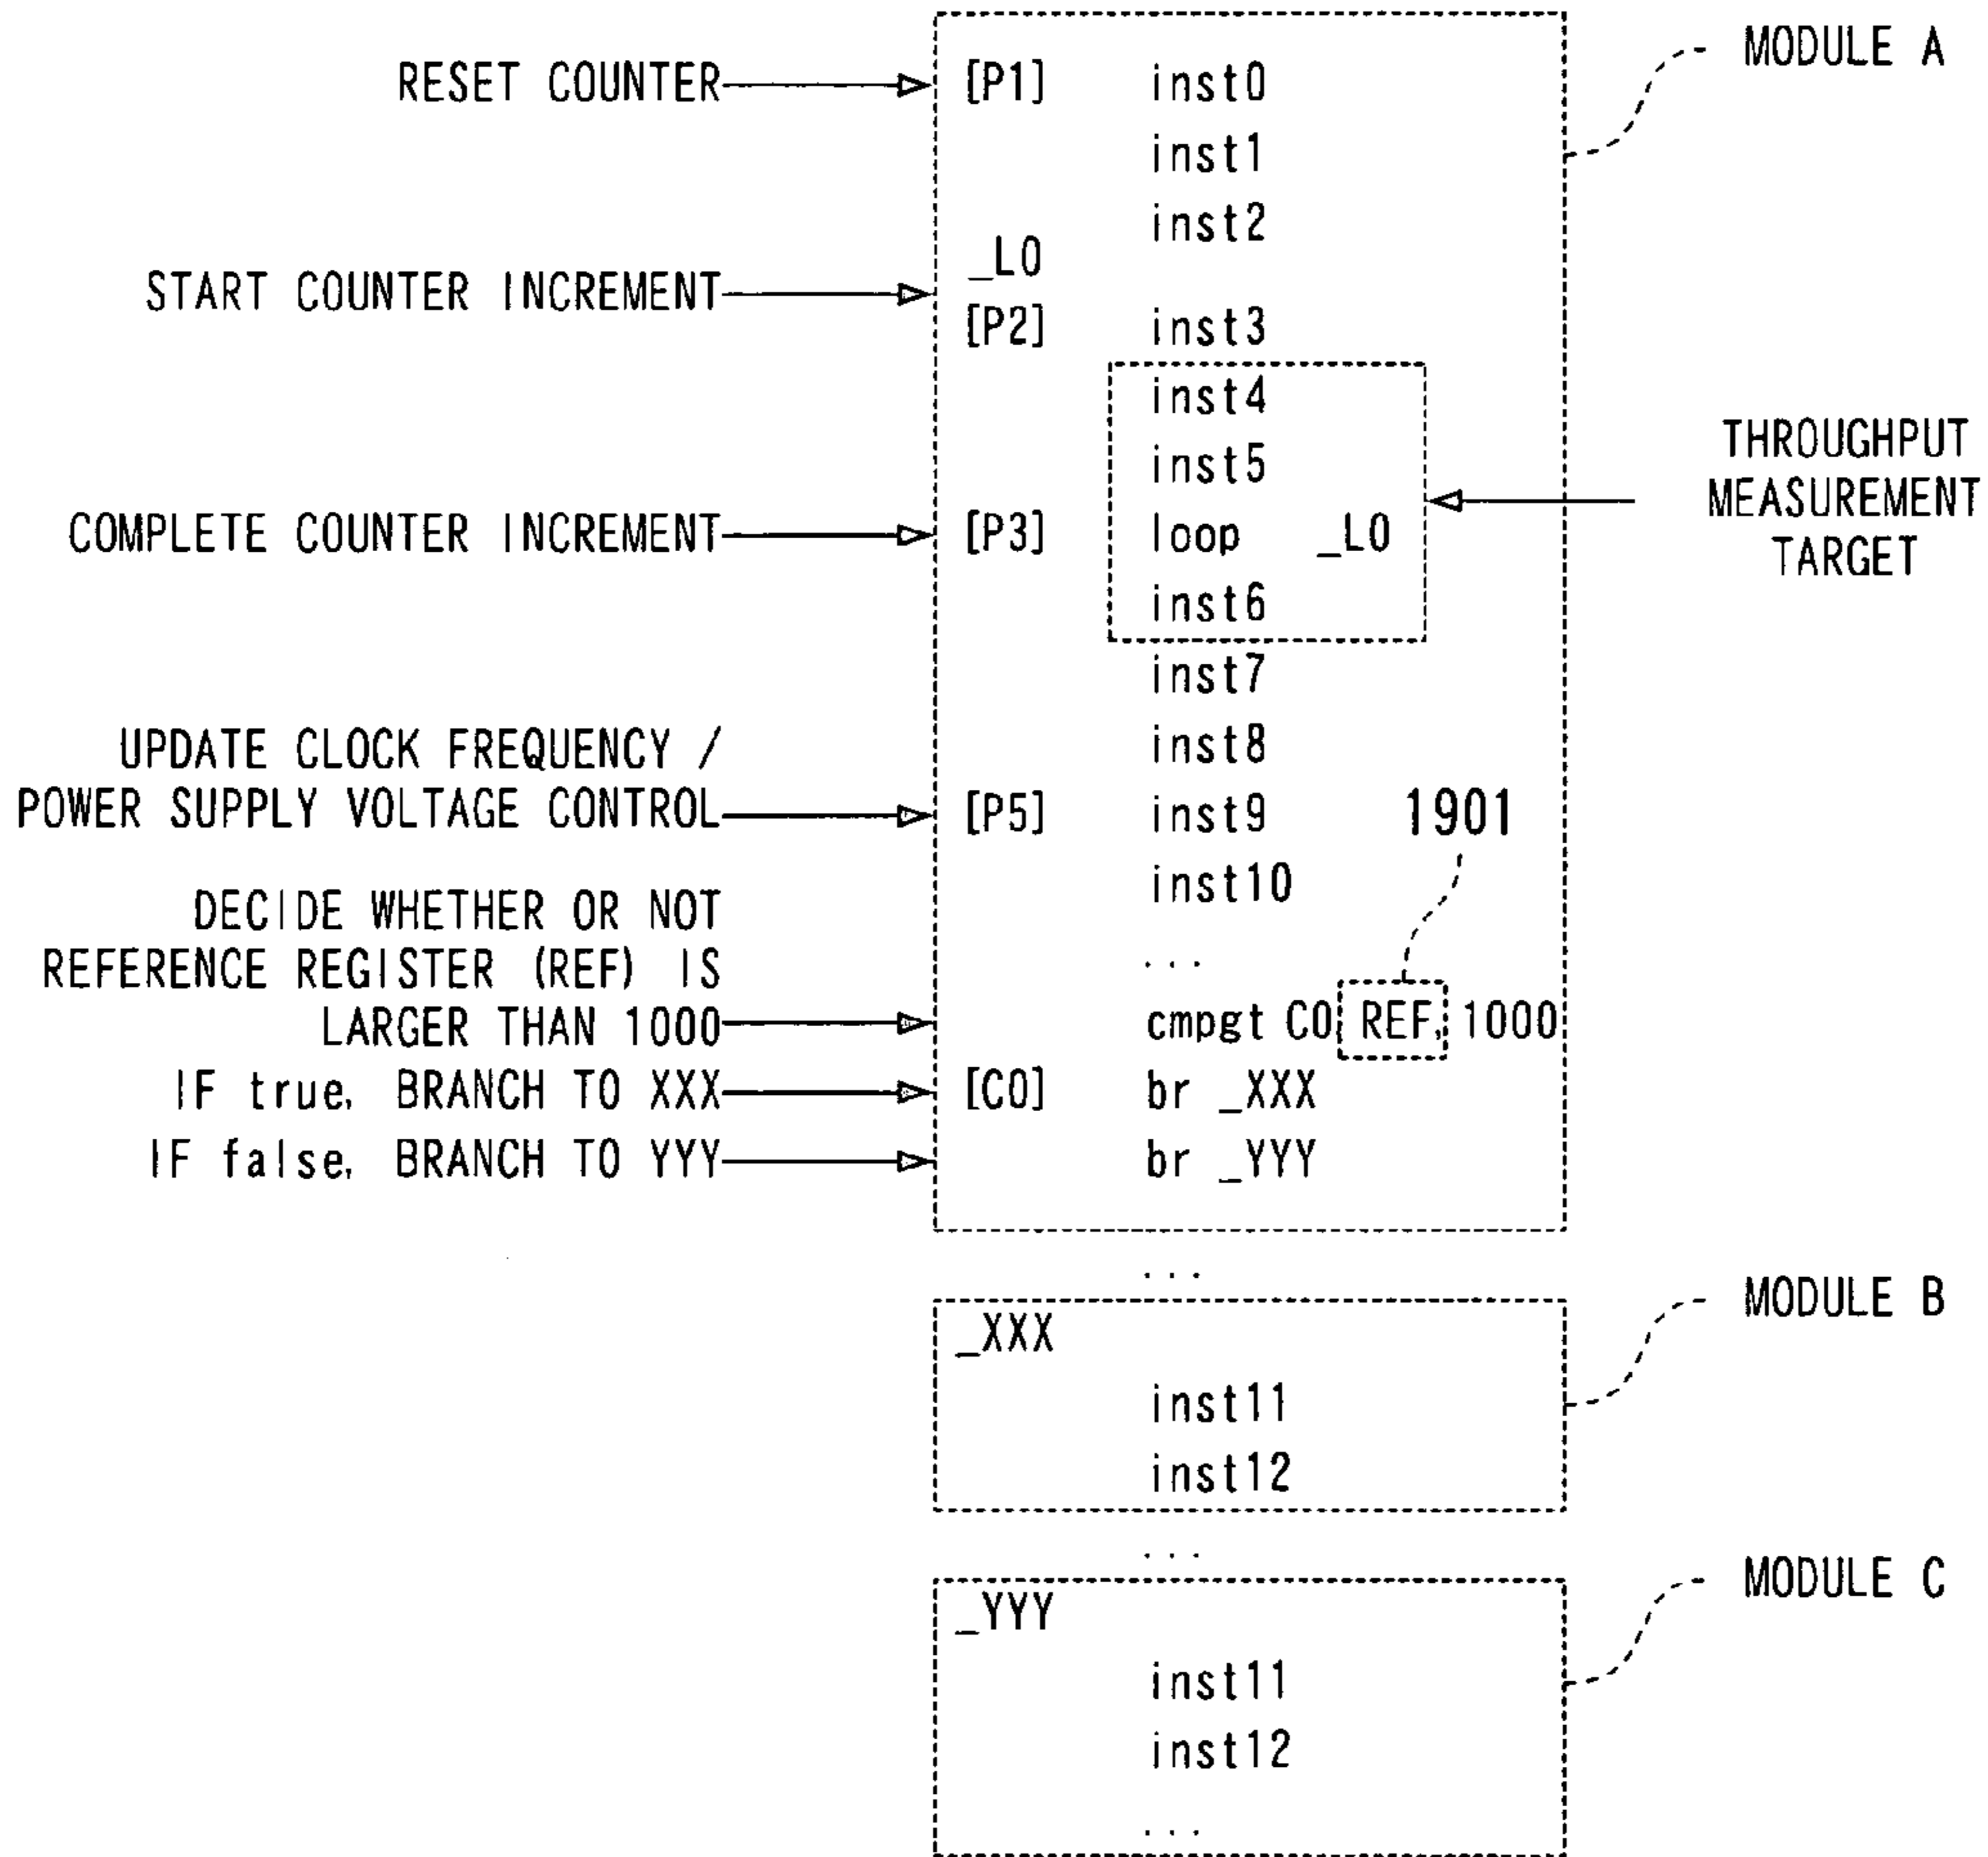 MODULE A
RESET COUNTER [P1] inst0
inst1
inst2
_L0
START COUNTER INCREMENT
[P2] inst3
inst4
inst5
THROUGHPUT
MEASUREMENT
TARGET
COMPLETE COUNTER INCREMENT [P3] loop _L0
inst6
inst7
UPDATE CLOCK FREQUENCY /
inst8
POWER SUPPLY VOLTAGE CONTROL [P5] inst9 1901
inst10
DECIDE WHETHER OR NOT
REFERENCE REGISTER (REF) IS
...
LARGER THAN 1000 cmpgt C0 REF, 1000
IF true, BRANCH TO XXX [C0] br _XXX
IF false, BRANCH TO YYY br _YYY
...
MODULE B
_XXX
inst11
inst12
...
MODULE C
_YYY
inst11
inst12
...